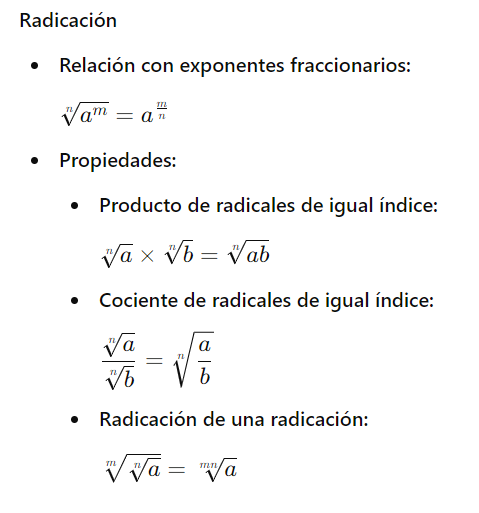 Radicación
• Relación con exponentes fraccionarios:
$\sqrt[n]{a^m} = a^{\frac{m}{n}}$
• Propiedades:
• Producto de radicales de igual índice:
$\sqrt[n]{a} \times \sqrt[n]{b} = \sqrt[n]{ab}$
• Cociente de radicales de igual índice:
$\frac{\sqrt[n]{a}}{\sqrt[n]{b}} = \sqrt[n]{\frac{a}{b}}$
• Radicación de una radicación:
$\sqrt[m]{\sqrt[n]{a}} = \sqrt[mn]{a}$